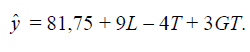 ŷ = 81,75 + 9L − 4T + 3GT.